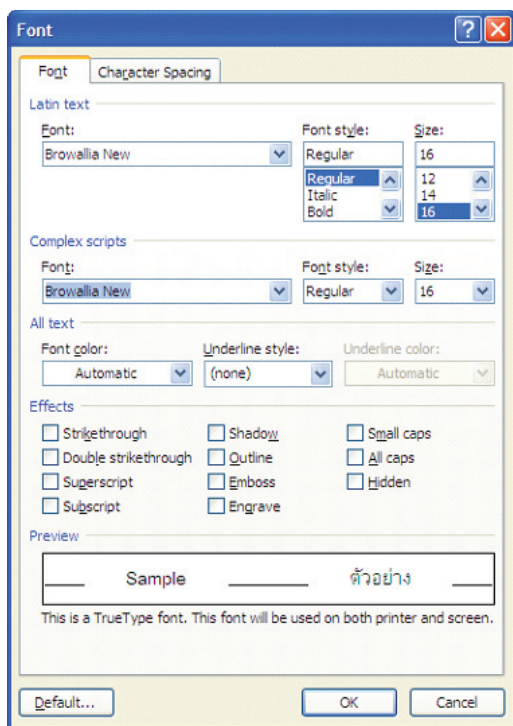 Font
Font Character Spacing
Latin text
Font: Font style: Size:
Browallia New Regular 16
Regular 12
Italic 14
Bold 16
Complex scripts
Font: Font style: Size:
Browallia New Regular 16
All text
Font color: Underline style: Underline color:
Automatic (none) Automatic
Effects
Strikethrough Shadow Small caps
Double strikethrough Outline All caps
Superscript Emboss Hidden
Subscript Engrave
Preview
Sample ตัวอย่าง
This is a TrueType font. This font will be used on both printer and screen.
Default... OK Cancel